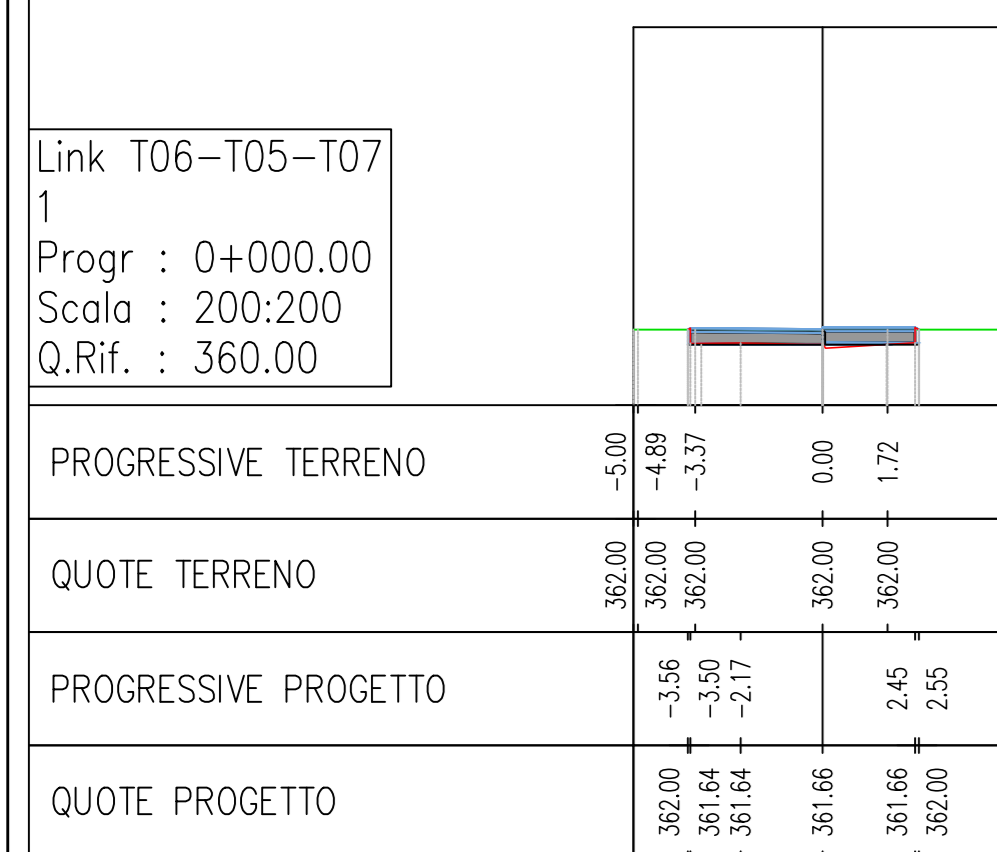 Link T06-T05-T07
1
Progr : 0+000.00
Scala : 200:200
Q.Rif. : 360.00
PROGRESSIVE TERRENO -5.00 -4.89 -3.37 0.00 1.72
QUOTE TERRENO 362.00 362.00 362.00 362.00 362.00
PROGRESSIVE PROGETTO -3.56 -3.50 -2.17 2.45 2.55
QUOTE PROGETTO 362.00 361.64 361.64 361.66 361.66 362.00